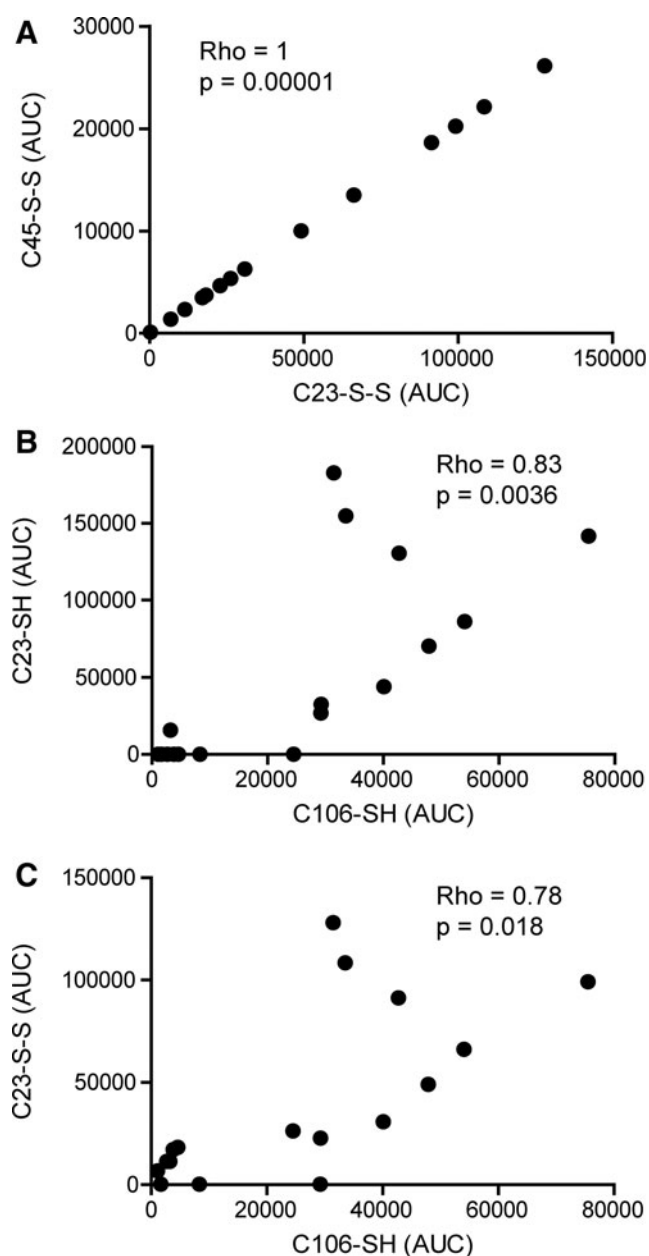 A
Rho = 1
p = 0.00001
30000
20000
10000
0
C45-S-S (AUC)
0
50000
100000
150000
C23-S-S (AUC)
B
Rho = 0.83
p = 0.0036
200000
150000
100000
50000
0
C23-SH (AUC)
0
20000
40000
60000
80000
C106-SH (AUC)
C
Rho = 0.78
p = 0.018
150000
100000
50000
0
C23-S-S (AUC)
0
20000
40000
60000
80000
C106-SH (AUC)